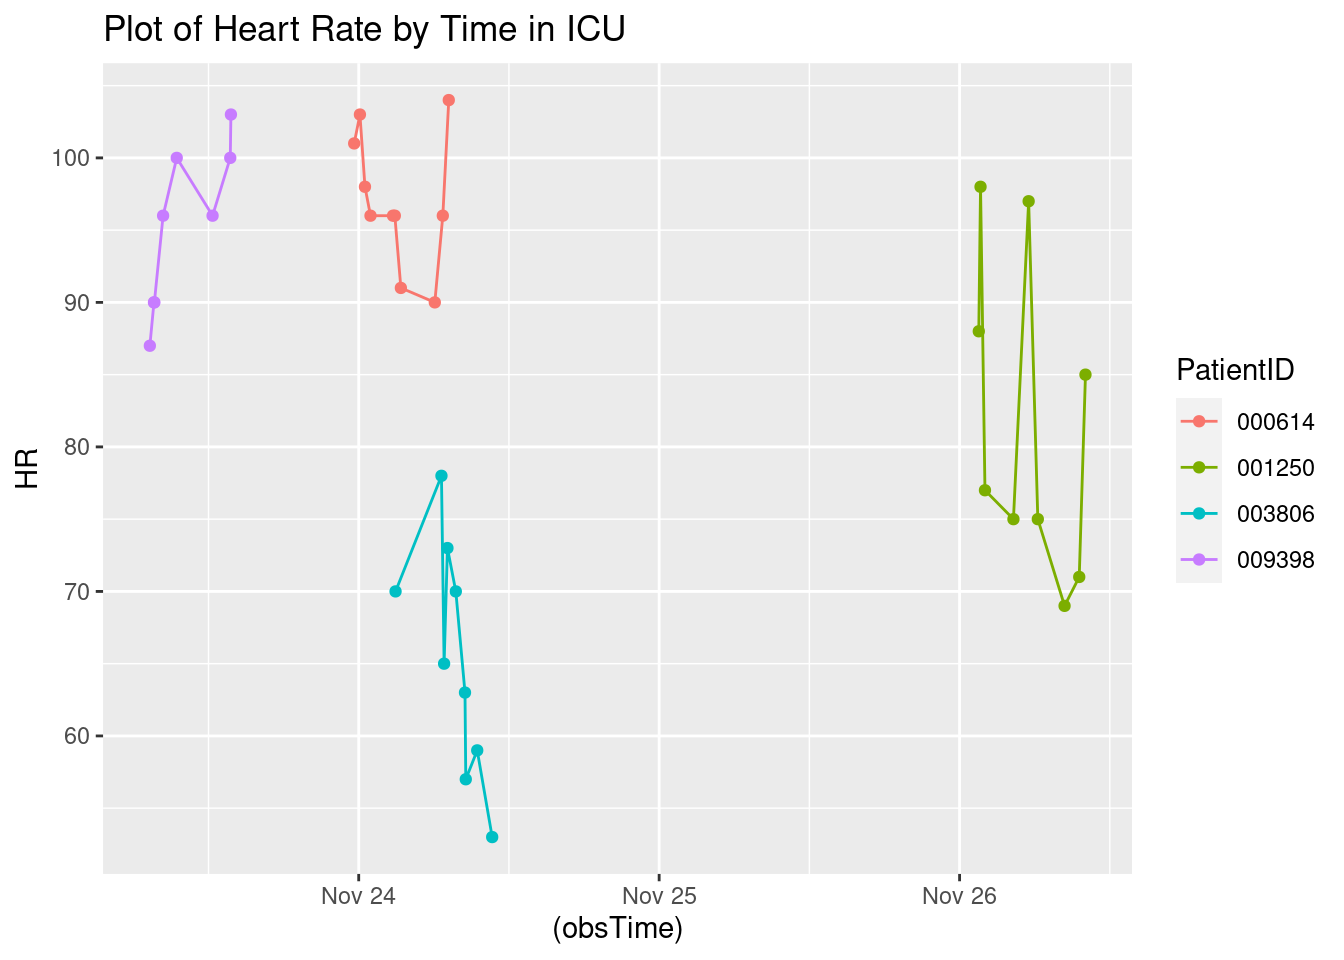 Plot of Heart Rate by Time in ICU
100
90
80
70
60
HR
Nov 24
Nov 25
Nov 26
(obsTime)
PatientID
000614
001250
003806
009398